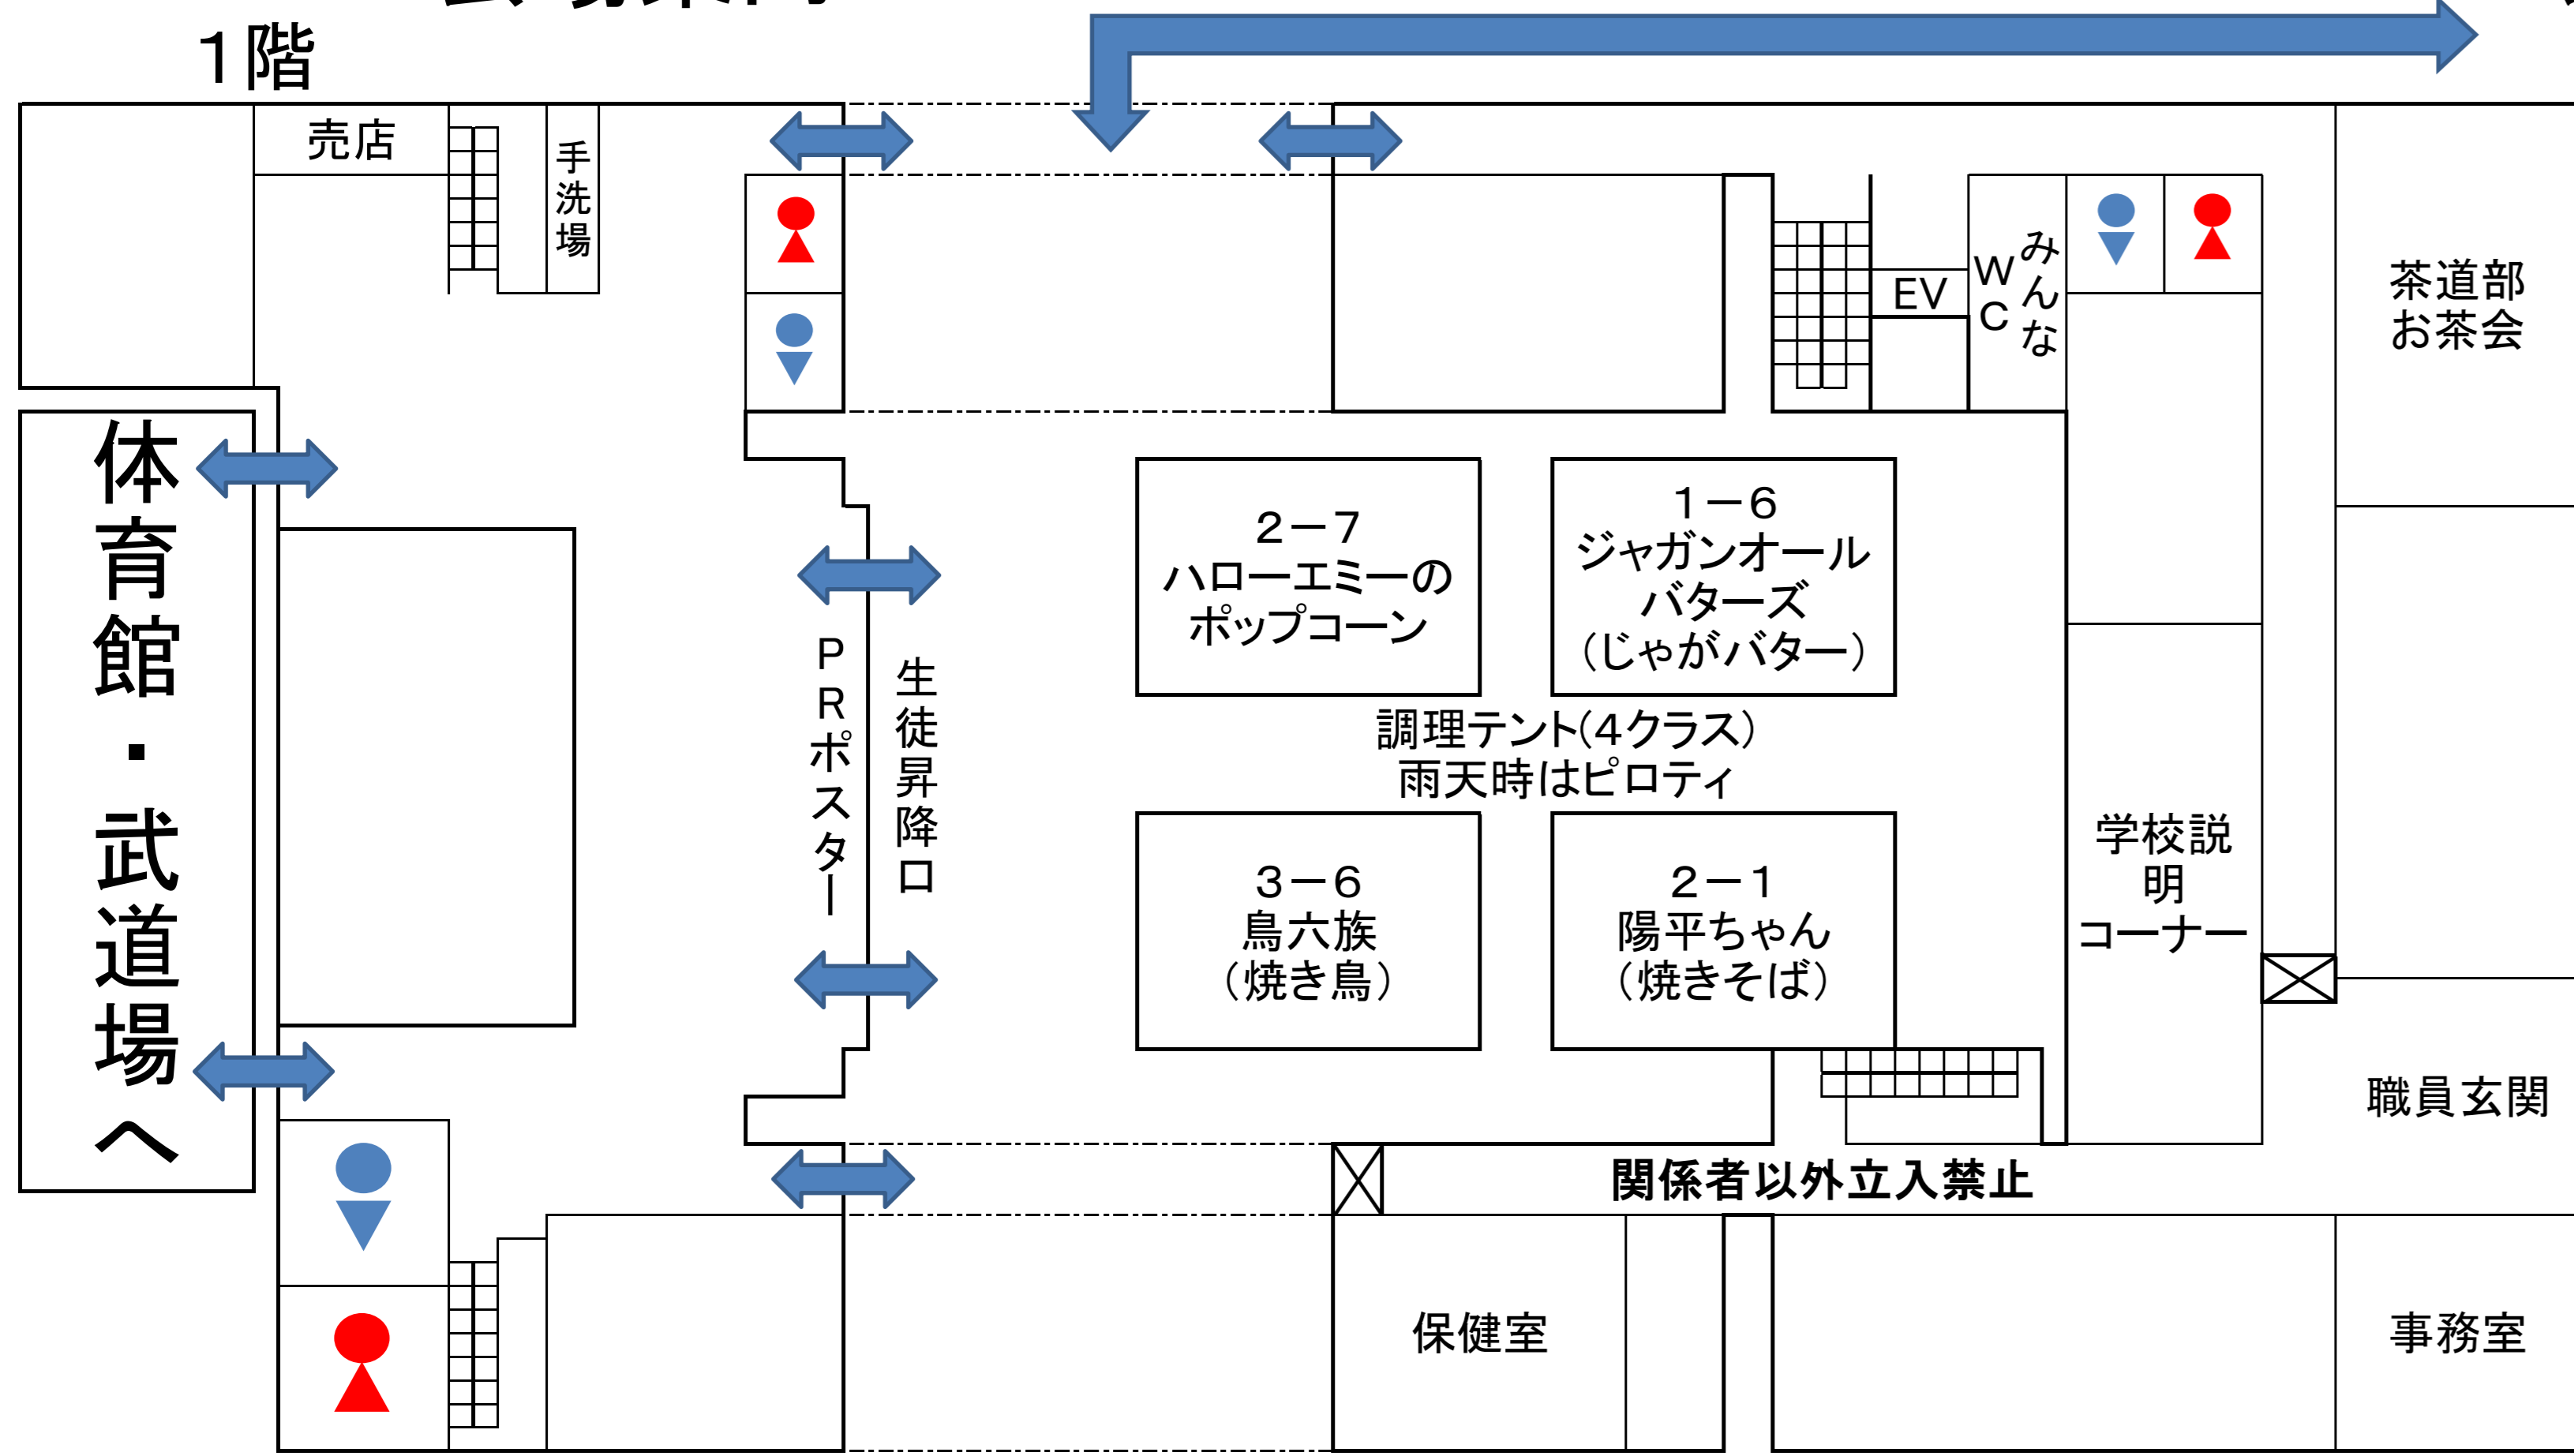 1階
売店
手洗場
EV
みんな
WC
茶道部
お茶会
体育館・武道場へ
2－7
ハローエミーの
ポップコーン
1－6
ジャガンオール
バターズ
（じゃがバター）
PRポスター
生徒昇降口
調理テント(4クラス)
雨天時はピロティ
3－6
鳥六族
（焼き鳥）
2－1
陽平ちゃん
（焼きそば）
学校説
明
コーナー
職員玄関
関係者以外立入禁止
保健室
事務室